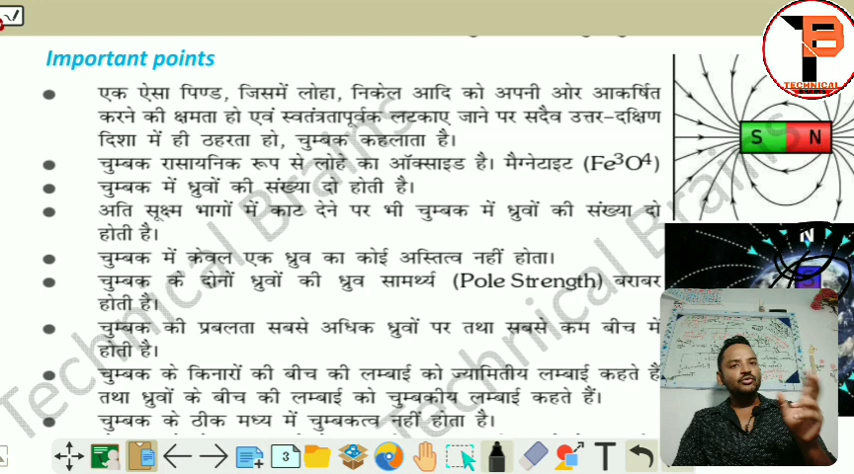 Important points
एक ऐसा पिण्ड, जिसमें लोहा, निकेल आदि को अपनी ओर आकर्षित
करने की क्षमता हो एवं स्वतंत्रतापूर्वक लटकाए जाने पर सदैव उत्तर-दक्षिण
दिशा में ही ठहरता हो, चुम्बक कहलाता है।
चुम्बक रासायनिक रूप से लोहे का ऑक्साइड है। मैग्नेटाइट (Fe³O⁴)
चुम्बक में ध्रुवों की संख्या दो होती है।
अति सूक्ष्म भागों में काट देने पर भी चुम्बक में ध्रुवों की संख्या दो
होती है।
चुम्बक में केवल एक ध्रुव का कोई अस्तित्व नहीं होता।
चुम्बक के दोनों ध्रुवों की ध्रुव सामर्थ्य (Pole Strength) बराबर
होती है।
चुम्बक की प्रबलता सबसे अधिक ध्रुवों पर तथा सबसे कम बीच में
होती है।
चुम्बक के किनारों की बीच की लम्बाई को ज्यामितीय लम्बाई कहते हैं
तथा ध्रुवों के बीच की लम्बाई को चुम्बकीय लम्बाई कहते हैं।
चुम्बक के ठीक मध्य में चुम्बकत्व नहीं होता है।
Technical Brains
Technical Brains
TB
TECHNICAL
S N
N
S
3
T